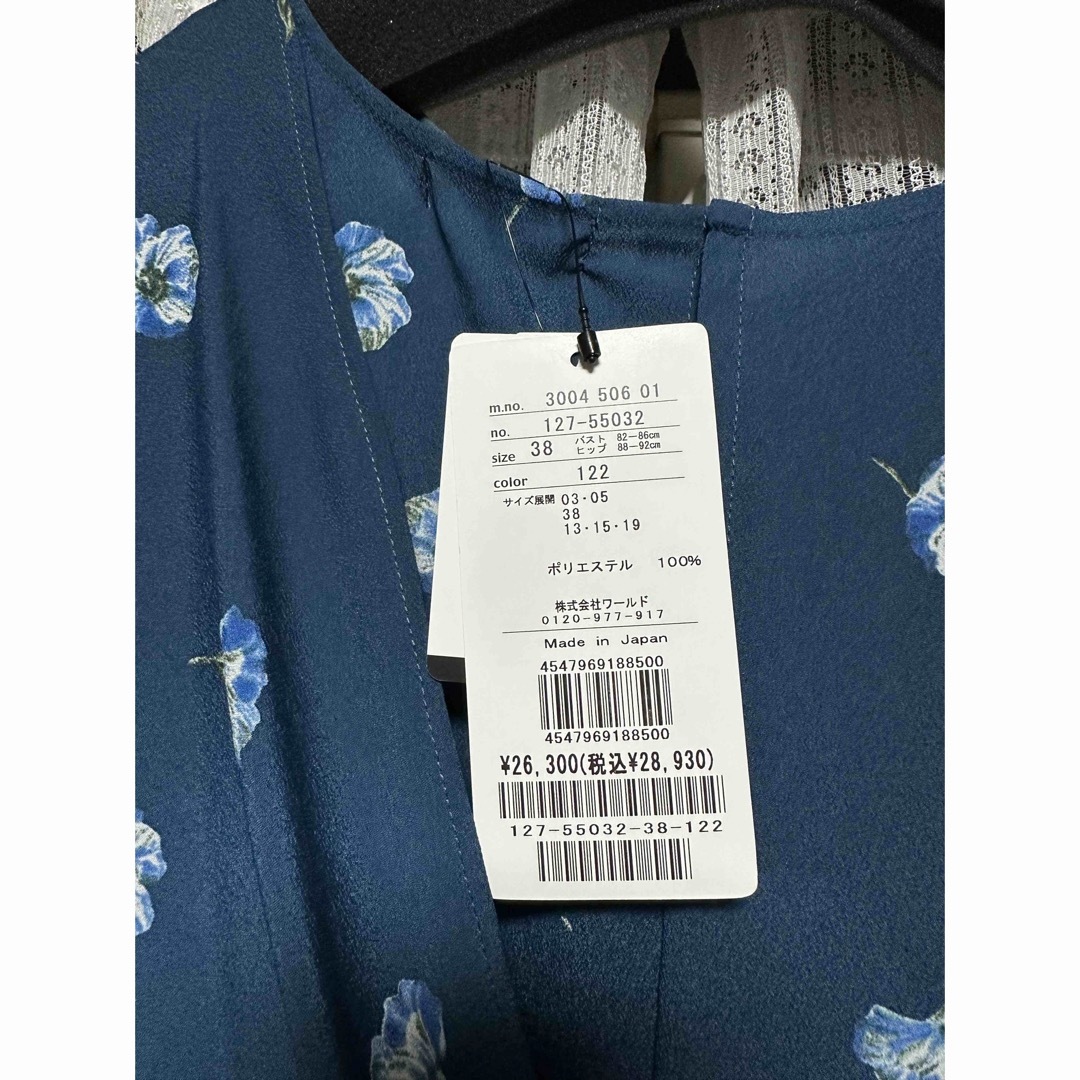 m.no. 3004 506 01
no. 127-55032
size 38 バスト 82－86㎝
ヒップ 88－92㎝
color 122
サイズ展開 03・05
38
13・15・19
ポリエステル 100%
株式会社ワールド
0120-977-917
Made in Japan
4547969188500
4547969188500
¥26,300(税込¥28,930)
127-55032-38-122